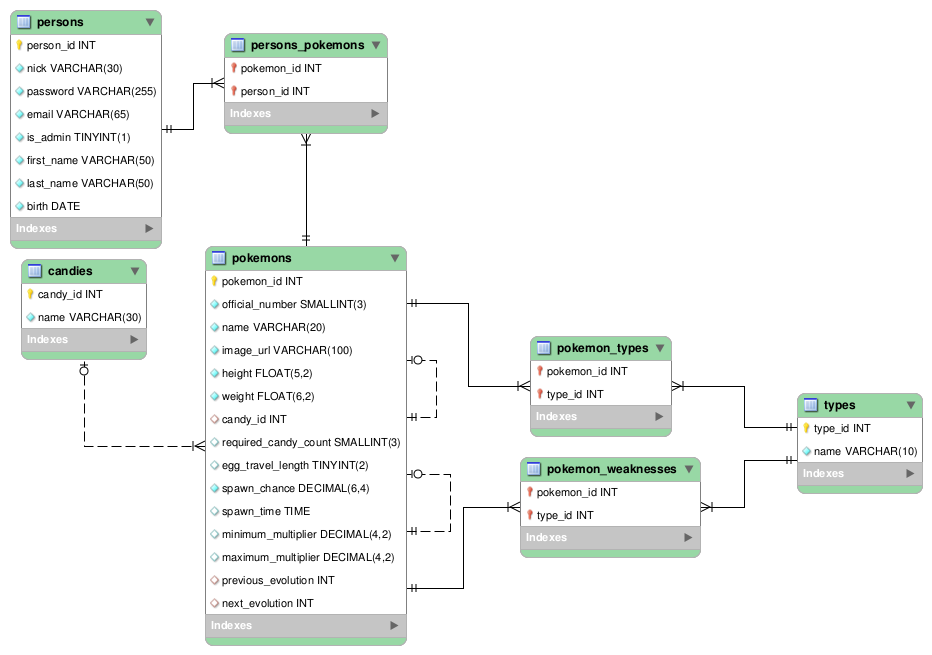 persons
person_id INT
nick VARCHAR(30)
password VARCHAR(255)
email VARCHAR(65)
is_admin TINYINT(1)
first_name VARCHAR(50)
last_name VARCHAR(50)
birth DATE
Indexes
persons_pokemons
pokemon_id INT
person_id INT
Indexes
candies
candy_id INT
name VARCHAR(30)
Indexes
pokemons
pokemon_id INT
official_number SMALLINT(3)
name VARCHAR(20)
image_url VARCHAR(100)
height FLOAT(5,2)
weight FLOAT(6,2)
candy_id INT
required_candy_count SMALLINT(3)
egg_travel_length TINYINT(2)
spawn_chance DECIMAL(6,4)
spawn_time TIME
minimum_multiplier DECIMAL(4,2)
maximum_multiplier DECIMAL(4,2)
previous_evolution INT
next_evolution INT
Indexes
pokemon_types
pokemon_id INT
type_id INT
Indexes
pokemon_weaknesses
pokemon_id INT
type_id INT
Indexes
types
type_id INT
name VARCHAR(10)
Indexes